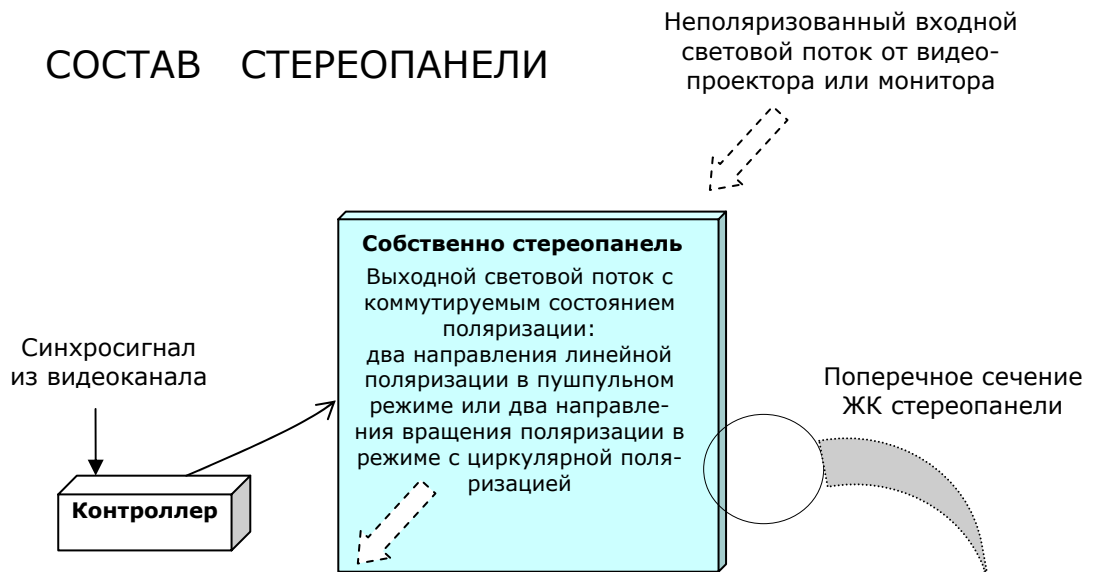 СОСТАВ СТЕРЕОПАНЕЛИ
Неполяризованный входной
световой поток от видео-
проектора или монитора
Собственно стереопанель
Выходной световой поток с
коммутируемым состоянием
поляризации:
два направления линейной
поляризации в пушпульном
режиме или два направле-
ния вращения поляризации в
режиме с циркулярной поля-
ризацией
Синхросигнал
из видеоканала
Контроллер
Поперечное сечение
ЖК стереопанели